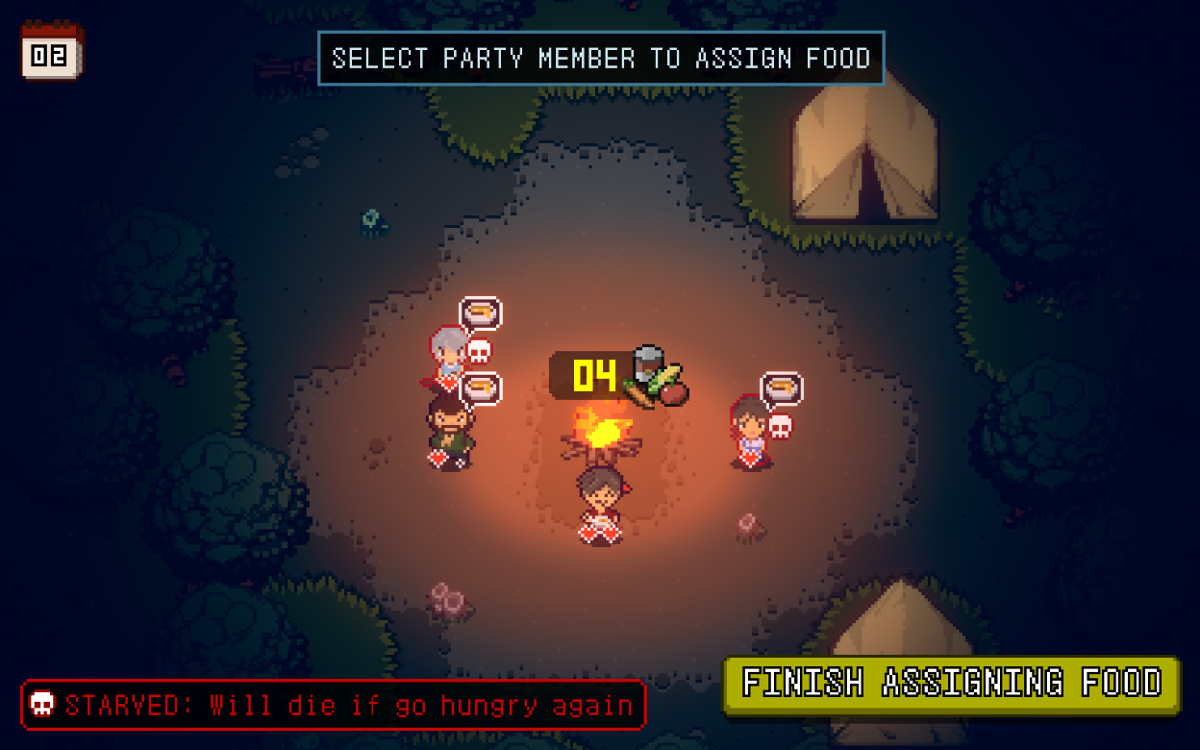 02
SELECT PARTY MEMBER TO ASSIGN FOOD
04
STARVED: Will die if go hungry again
FINISH ASSIGNING FOOD